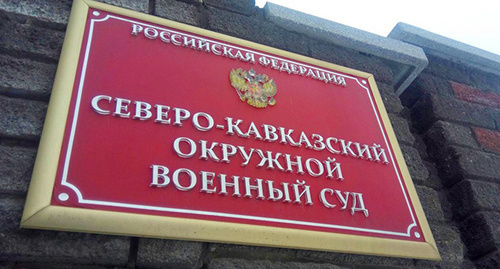 РОССИЙСКАЯ ФЕДЕРАЦИЯ
СЕВЕРО-КАВКАЗСКИЙ
ОКРУЖНОЙ
ВОЕННЫЙ СУД